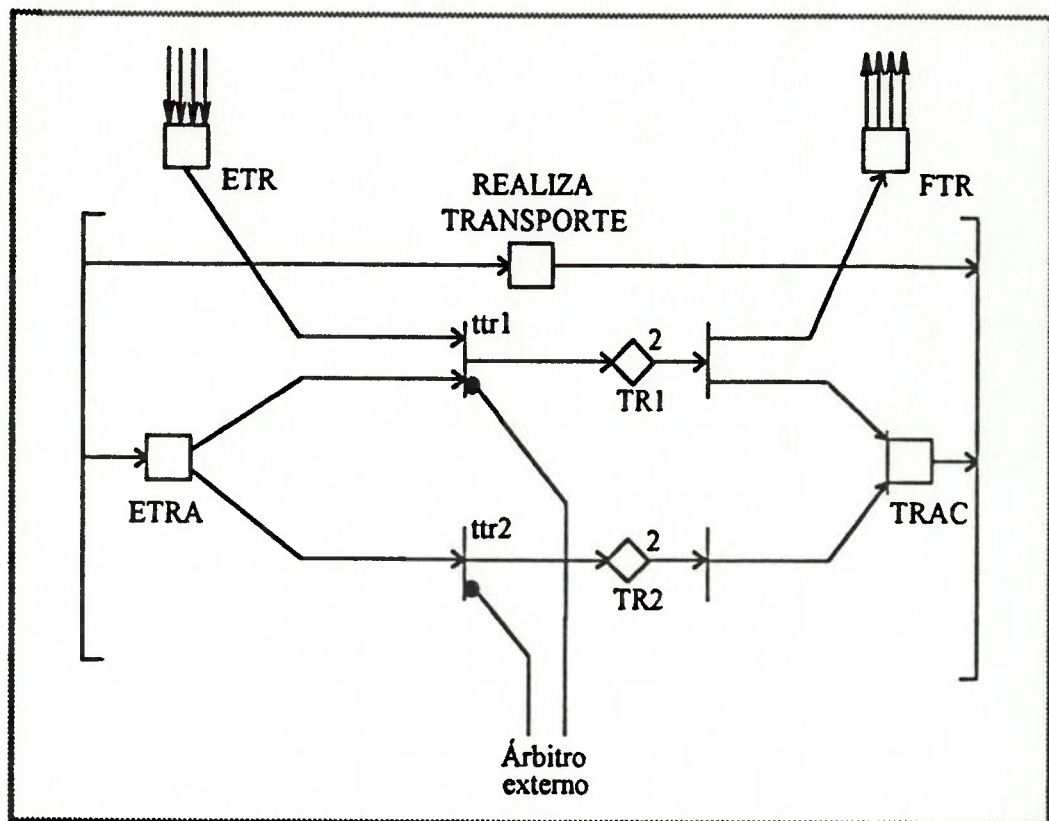 ETR
FTR
REALIZA
TRANSPORTE
ttr1
2
TR1
ETRA
TRAC
ttr2
2
TR2
Árbitro
externo